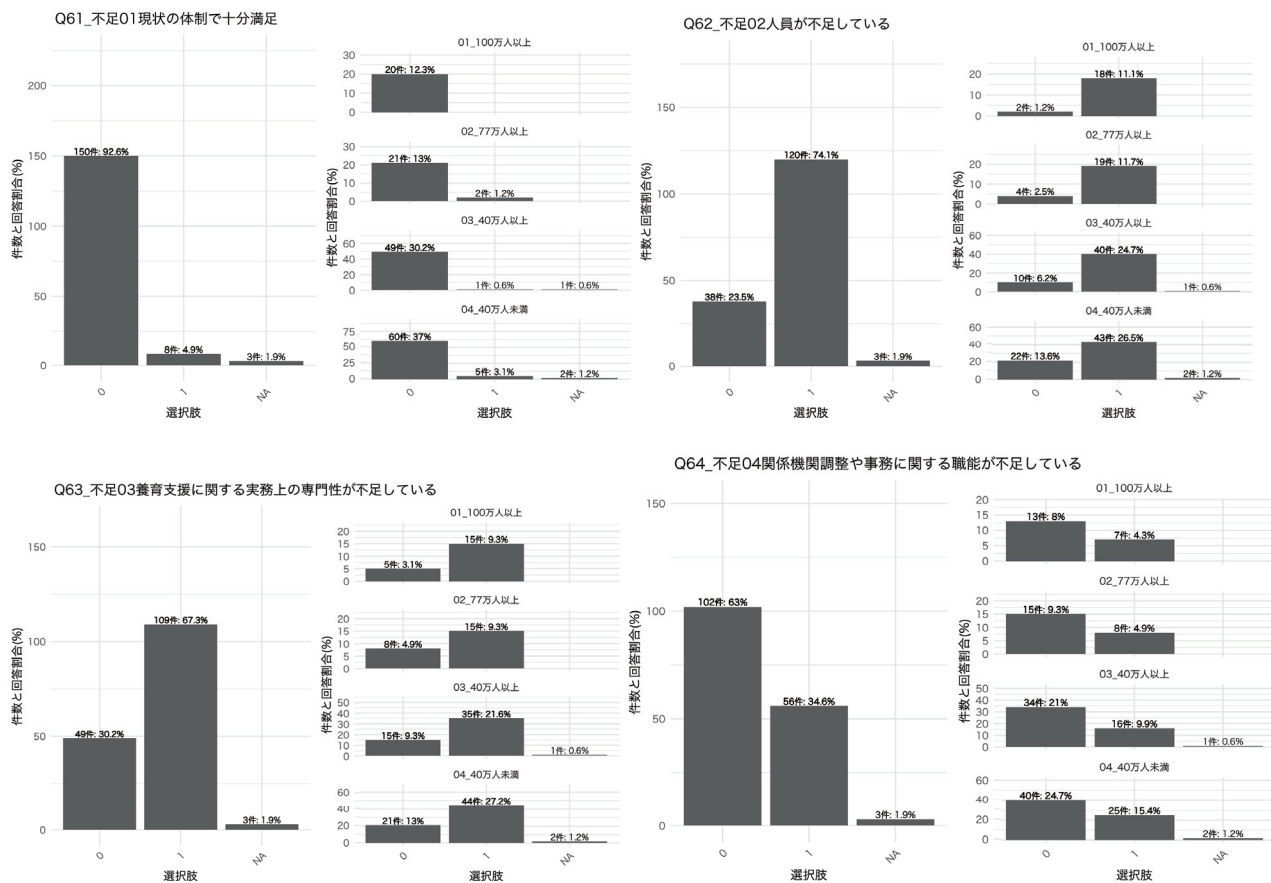 Q61_不足01現状の体制で十分満足
件数と回答割合(%)
200
150
100
50
0
150件: 92.6%
8件: 4.9%
3件: 1.9%
0
1
NA
選択肢
件数と回答割合(%)
01_100万人以上
30
20
10
0
20件: 12.3%
02_77万人以上
30
20
10
0
21件: 13%
2件: 1.2%
03_40万人以上
60
40
20
0
49件: 30.2%
1件: 0.6%
1件: 0.6%
04_40万人未満
75
50
25
0
60件: 37%
5件: 3.1%
2件: 1.2%
0
1
NA
選択肢
Q62_不足02人員が不足している
件数と回答割合(%)
150
100
50
0
38件: 23.5%
120件: 74.1%
3件: 1.9%
0
1
NA
選択肢
件数と回答割合(%)
01_100万人以上
20
10
0
2件: 1.2%
18件: 11.1%
02_77万人以上
20
10
0
4件: 2.5%
19件: 11.7%
03_40万人以上
60
40
20
0
10件: 6.2%
40件: 24.7%
1件: 0.6%
04_40万人未満
60
40
20
0
22件: 13.6%
43件: 26.5%
2件: 1.2%
0
1
NA
選択肢
Q63_不足03養育支援に関する実務上の専門性が不足している
件数と回答割合(%)
150
100
50
0
49件: 30.2%
109件: 67.3%
3件: 1.9%
0
1
NA
選択肢
件数と回答割合(%)
01_100万人以上
20
15
10
5
0
5件: 3.1%
15件: 9.3%
02_77万人以上
20
15
10
5
0
8件: 4.9%
15件: 9.3%
03_40万人以上
50
40
30
20
10
0
15件: 9.3%
35件: 21.6%
1件: 0.6%
04_40万人未満
60
40
20
0
21件: 13%
44件: 27.2%
2件: 1.2%
0
1
NA
選択肢
Q64_不足04関係機関調整や事務に関する職能が不足している
件数と回答割合(%)
150
100
50
0
102件: 63%
56件: 34.6%
3件: 1.9%
0
1
NA
選択肢
件数と回答割合(%)
01_100万人以上
20
15
10
5
0
13件: 8%
7件: 4.3%
02_77万人以上
20
15
10
5
0
15件: 9.3%
8件: 4.9%
03_40万人以上
50
40
30
20
10
0
34件: 21%
16件: 9.9%
1件: 0.6%
04_40万人未満
60
40
20
0
40件: 24.7%
25件: 15.4%
2件: 1.2%
0
1
NA
選択肢